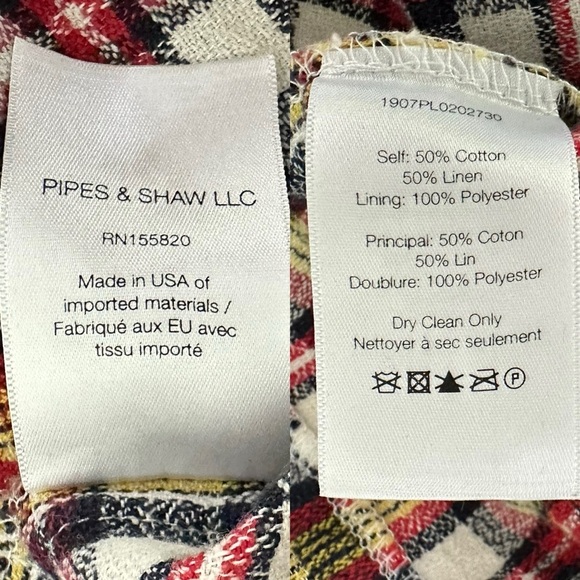 PIPES & SHAW LLC
RN155820
Made in USA of
imported materials /
Fabriqué aux EU avec
tissu importé
1907PL0202730
Self: 50% Cotton
50% Linen
Lining: 100% Polyester
Principal: 50% Coton
50% Lin
Doublure: 100% Polyester
Dry Clean Only
Nettoyer à sec seulement
P